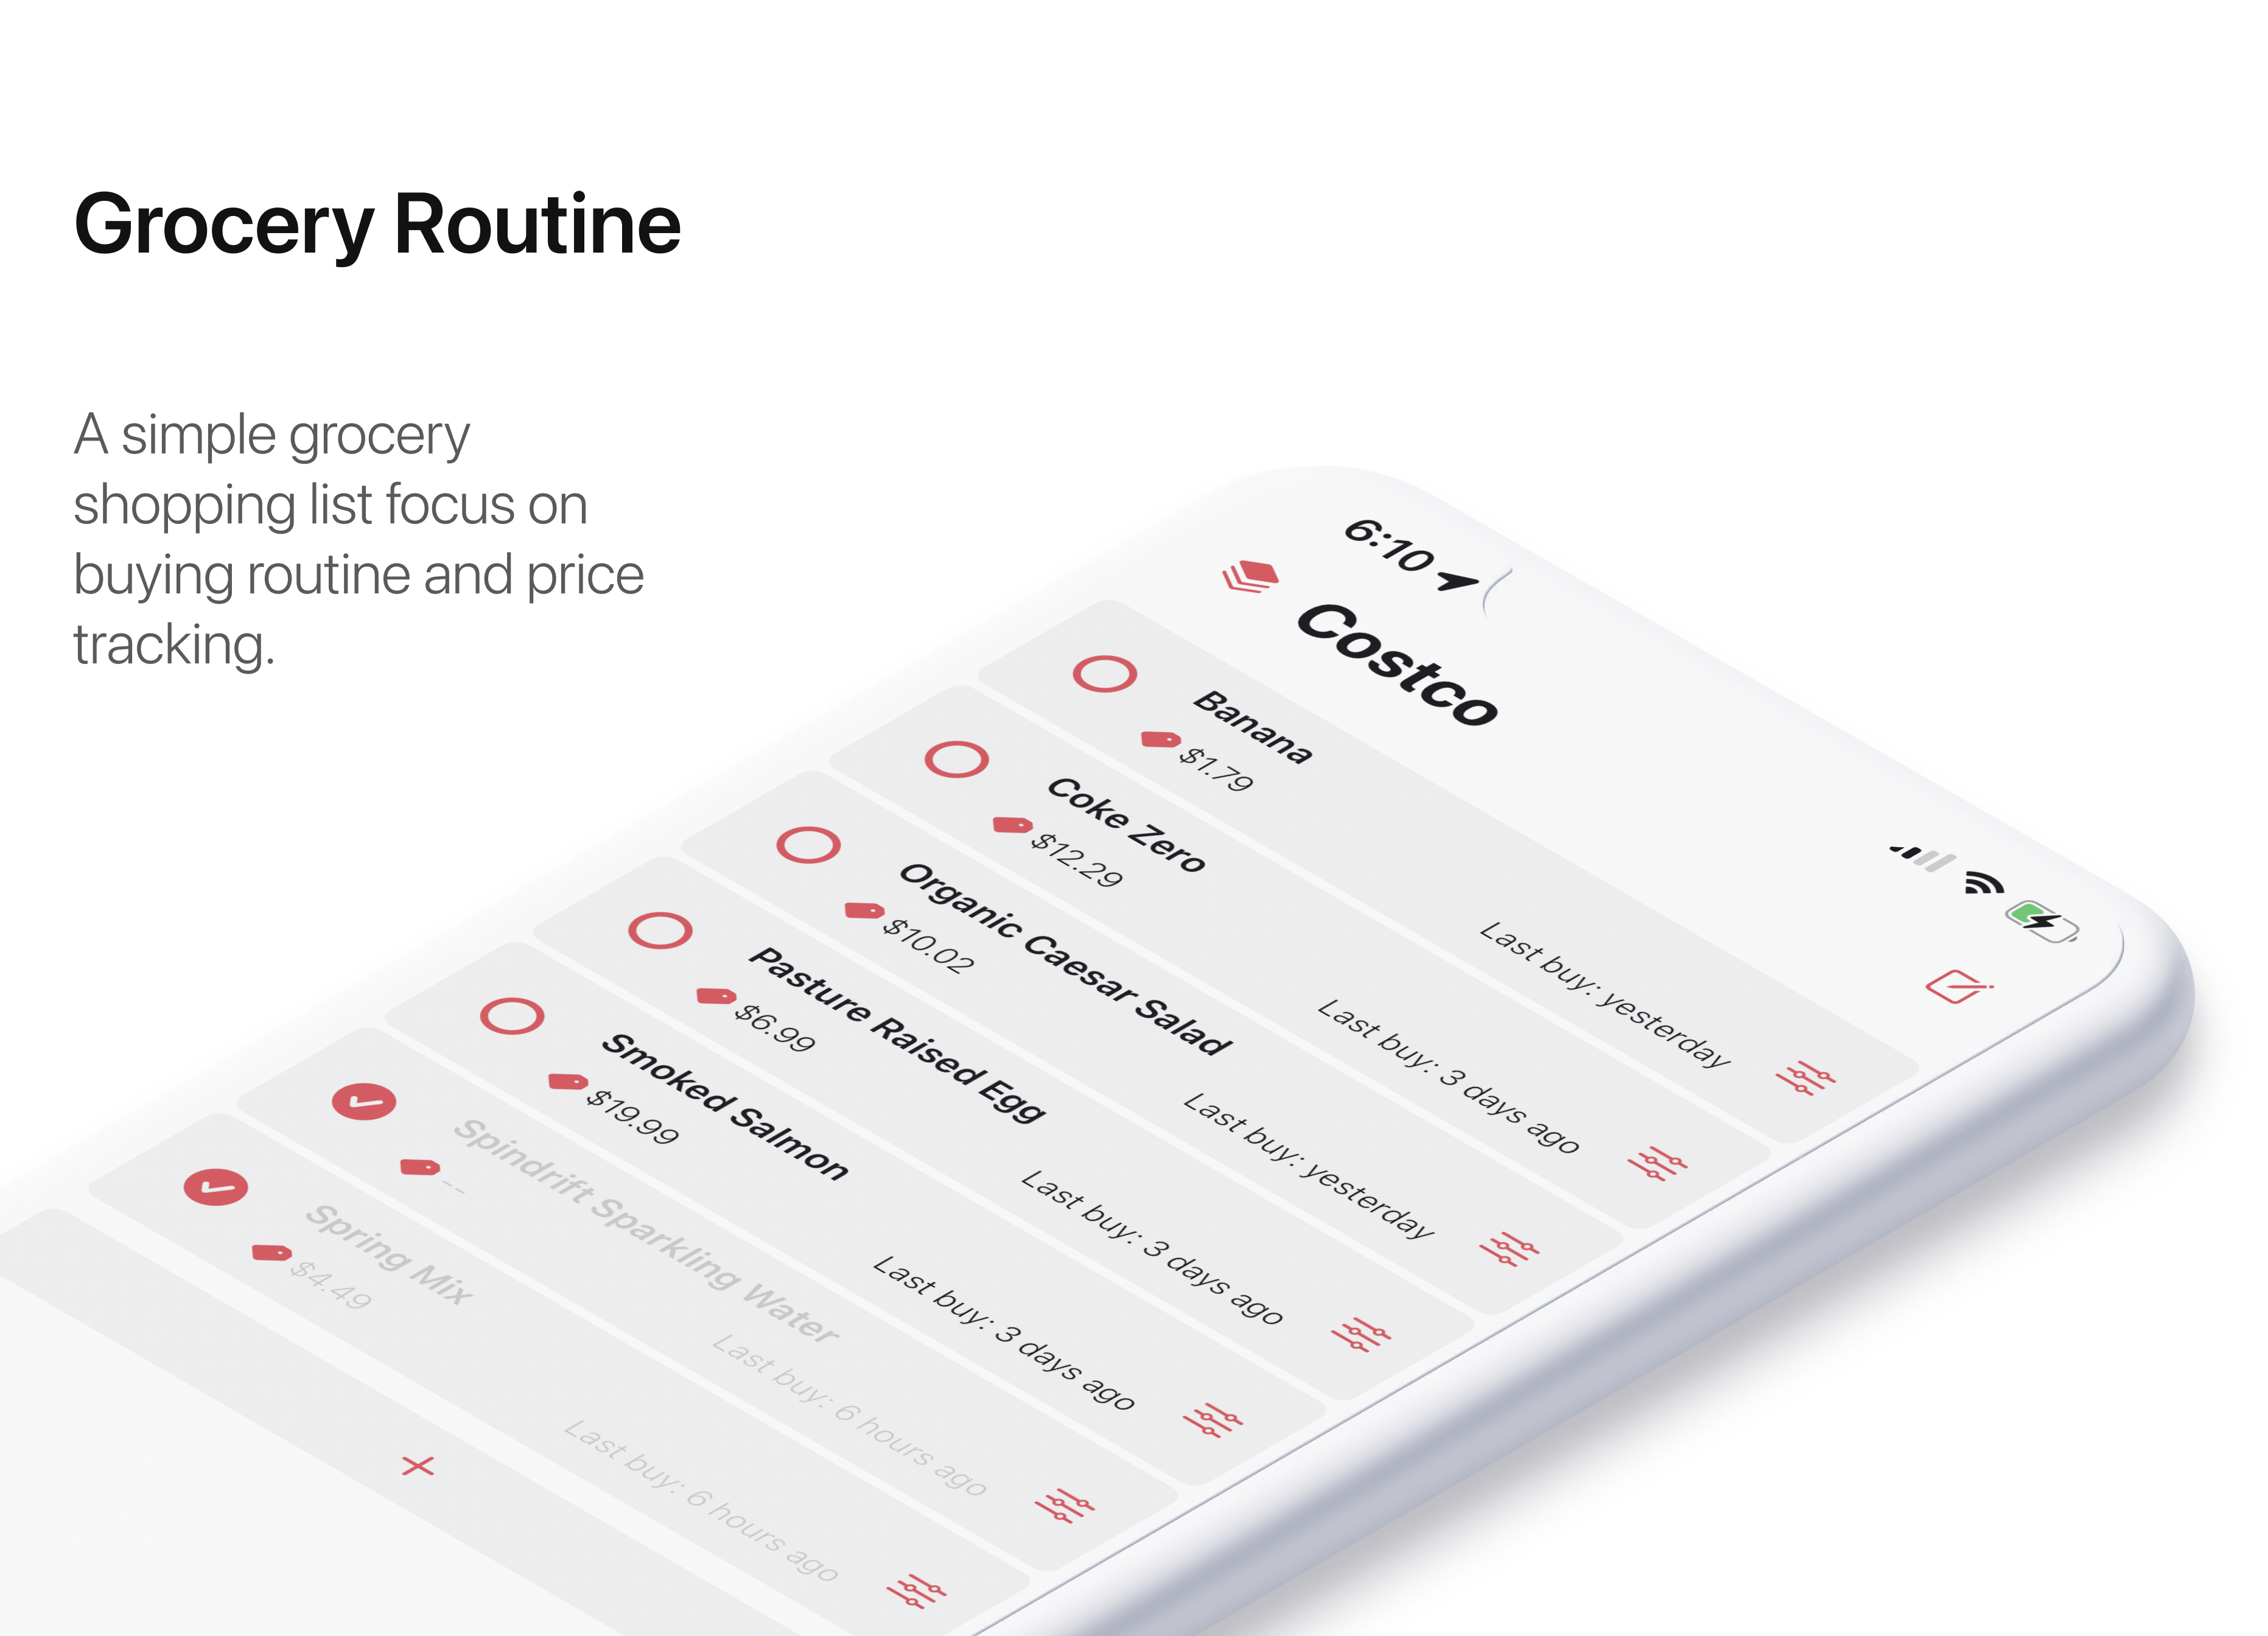 Grocery Routine
A simple grocery
shopping list focus on
buying routine and price
tracking.
6:10
Costco
Banana
$1.79
Last buy: yesterday
Coke Zero
$12.29
Last buy: 3 days ago
Organic Caesar Salad
$10.02
Last buy: yesterday
Pasture Raised Egg
$6.99
Last buy: 3 days ago
Smoked Salmon
$19.99
Last buy: 3 days ago
Spindrift Sparkling Water
--
Last buy: 6 hours ago
Spring Mix
$4.49
Last buy: 6 hours ago
+